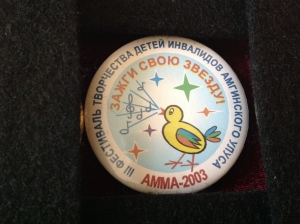 III ФЕСТИВАЛЬ ТВОРЧЕСТВА ДЕТЕЙ ИНВАЛИДОВ АМГИНСКОГО УЛУСА
ЗАЖГИ СВОЮ ЗВЕЗДУ!
АММА-2003